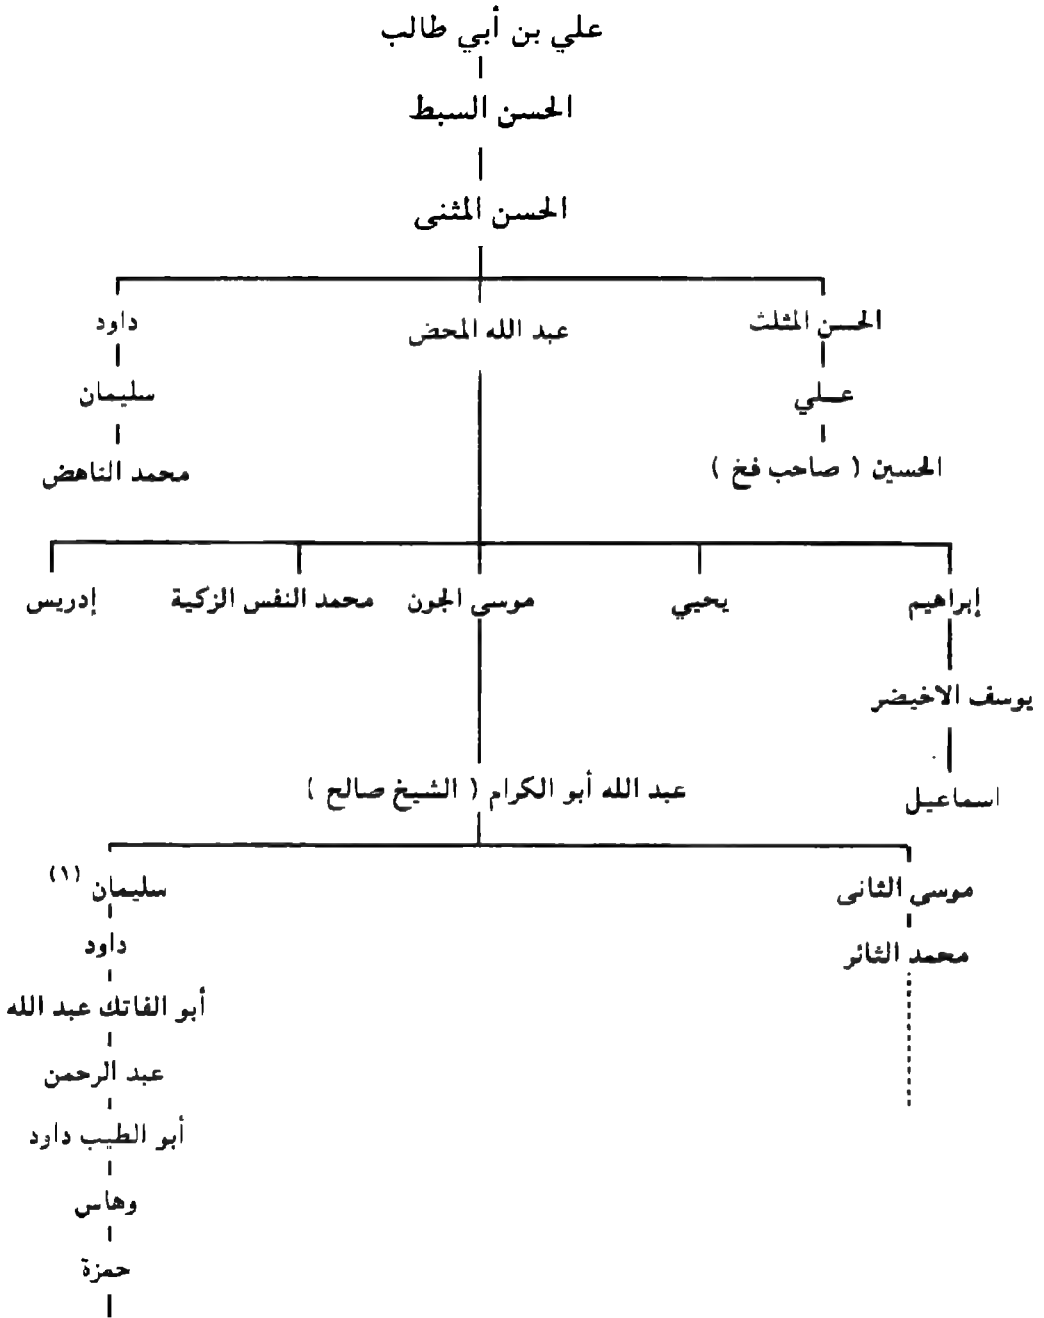 علي بن أبي طالب
الحسن السبط
الحسن المثنى
الحسن المثلث
عبد الله المحض
داود
علي
سليمان
الحسين ( صاحب فخ )
محمد الناهض
إبراهيم
يحيي
موسى الجون
محمد النفس الزكية
إدريس
يوسف الاخيضر
عبد الله أبو الكرام ( الشيخ صالح )
اسماعيل
موسى الثانى
سليمان (١)
محمد الثائر
داود
أبو الفاتك عبد الله
عبد الرحمن
أبو الطيب داود
وهاس
حمزة